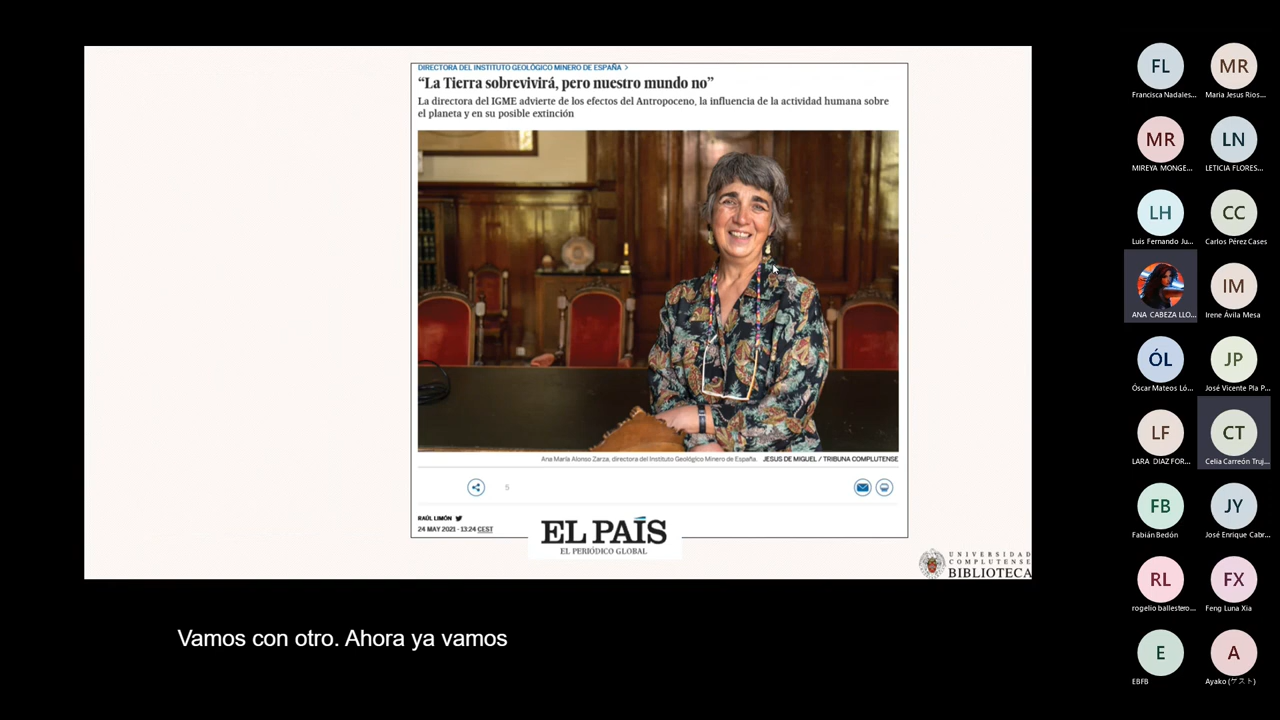 DIRECTORA DEL INSTITUTO GEOLÓGICO MINERO DE ESPAÑA >
“La Tierra sobrevivirá, pero nuestro mundo no”
La directora del IGME advierte de los efectos del Antropoceno, la influencia de la actividad humana sobre
el planeta y en su posible extinción
Ana María Alonso Zarza, directora del Instituto Geológico Minero de España. JESUS DE MIGUEL / TRIBUNA COMPLUTENSE
5
RAÚL LIMÓN
24 MAY 2021 - 13:24 CEST
EL PAÍS
EL PERIÓDICO GLOBAL
UNIVERSIDAD
COMPLUTENSE
BIBLIOTECA
Vamos con otro. Ahora ya vamos
FL
Francisca Nadales...
MR
Maria Jesus Ríos...
MR
MIREYA MONGE...
LN
LETICIA FLORES...
LH
Luis Fernando Ju...
CC
Carlos Pérez Cases
ANA CABEZA LLO...
IM
Irene Ávila Mesa
ÓL
Óscar Mateos Ló...
JP
José Vicente Pla P...
LF
LARA DIAZ FOR...
CT
Celia Carreón Truj...
FB
Fabián Bedón
JY
José Enrique Cabr...
RL
rogelio ballestero...
FX
Feng Luna Xia
E
EBFB
A
Ayako (ゲスト)